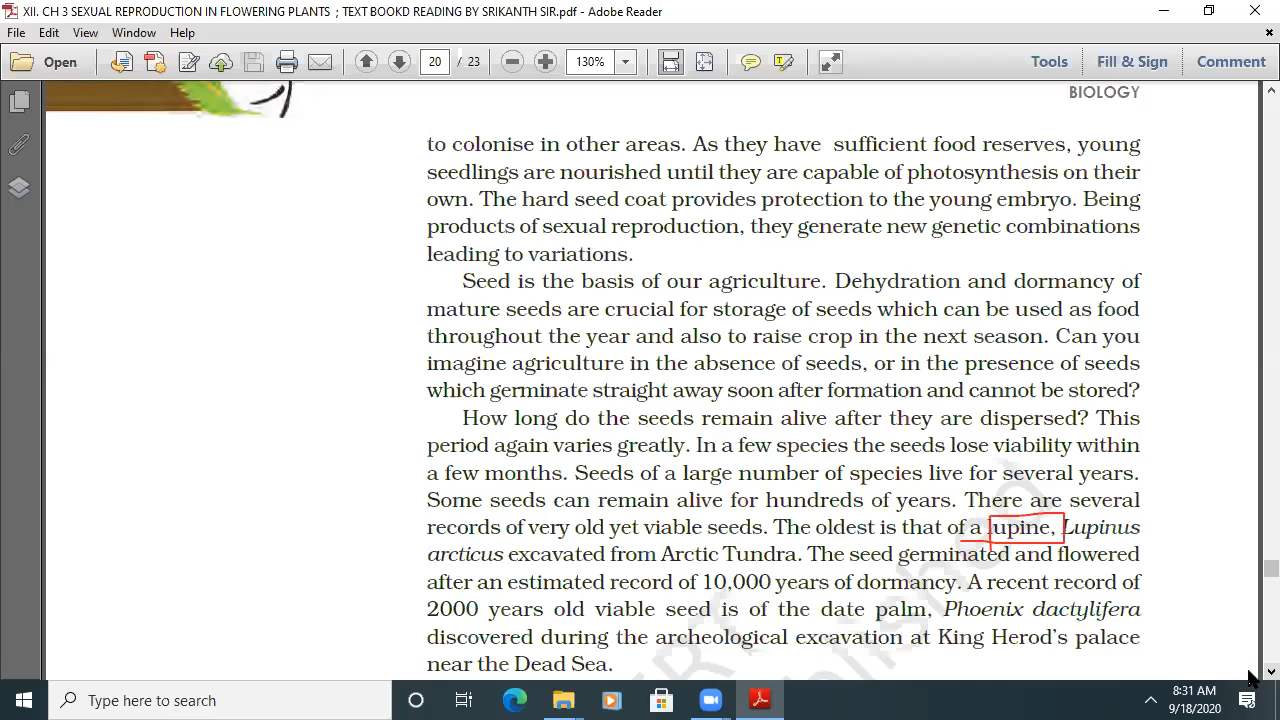 XII. CH 3 SEXUAL REPRODUCTION IN FLOWERING PLANTS ; TEXT BOOKD READING BY SRIKANTH SIR.pdf - Adobe Reader
File Edit View Window Help
Open 20 / 23 130% Tools Fill & Sign Comment
BIOLOGY
to colonise in other areas. As they have sufficient food reserves, young
seedlings are nourished until they are capable of photosynthesis on their
own. The hard seed coat provides protection to the young embryo. Being
products of sexual reproduction, they generate new genetic combinations
leading to variations.
Seed is the basis of our agriculture. Dehydration and dormancy of
mature seeds are crucial for storage of seeds which can be used as food
throughout the year and also to raise crop in the next season. Can you
imagine agriculture in the absence of seeds, or in the presence of seeds
which germinate straight away soon after formation and cannot be stored?
How long do the seeds remain alive after they are dispersed? This
period again varies greatly. In a few species the seeds lose viability within
a few months. Seeds of a large number of species live for several years.
Some seeds can remain alive for hundreds of years. There are several
records of very old yet viable seeds. The oldest is that of a lupine, Lupinus
arcticus excavated from Arctic Tundra. The seed germinated and flowered
after an estimated record of 10,000 years of dormancy. A recent record of
2000 years old viable seed is of the date palm, Phoenix dactylifera
discovered during the archeological excavation at King Herod's palace
near the Dead Sea.
Type here to search
8:31 AM
9/18/2020